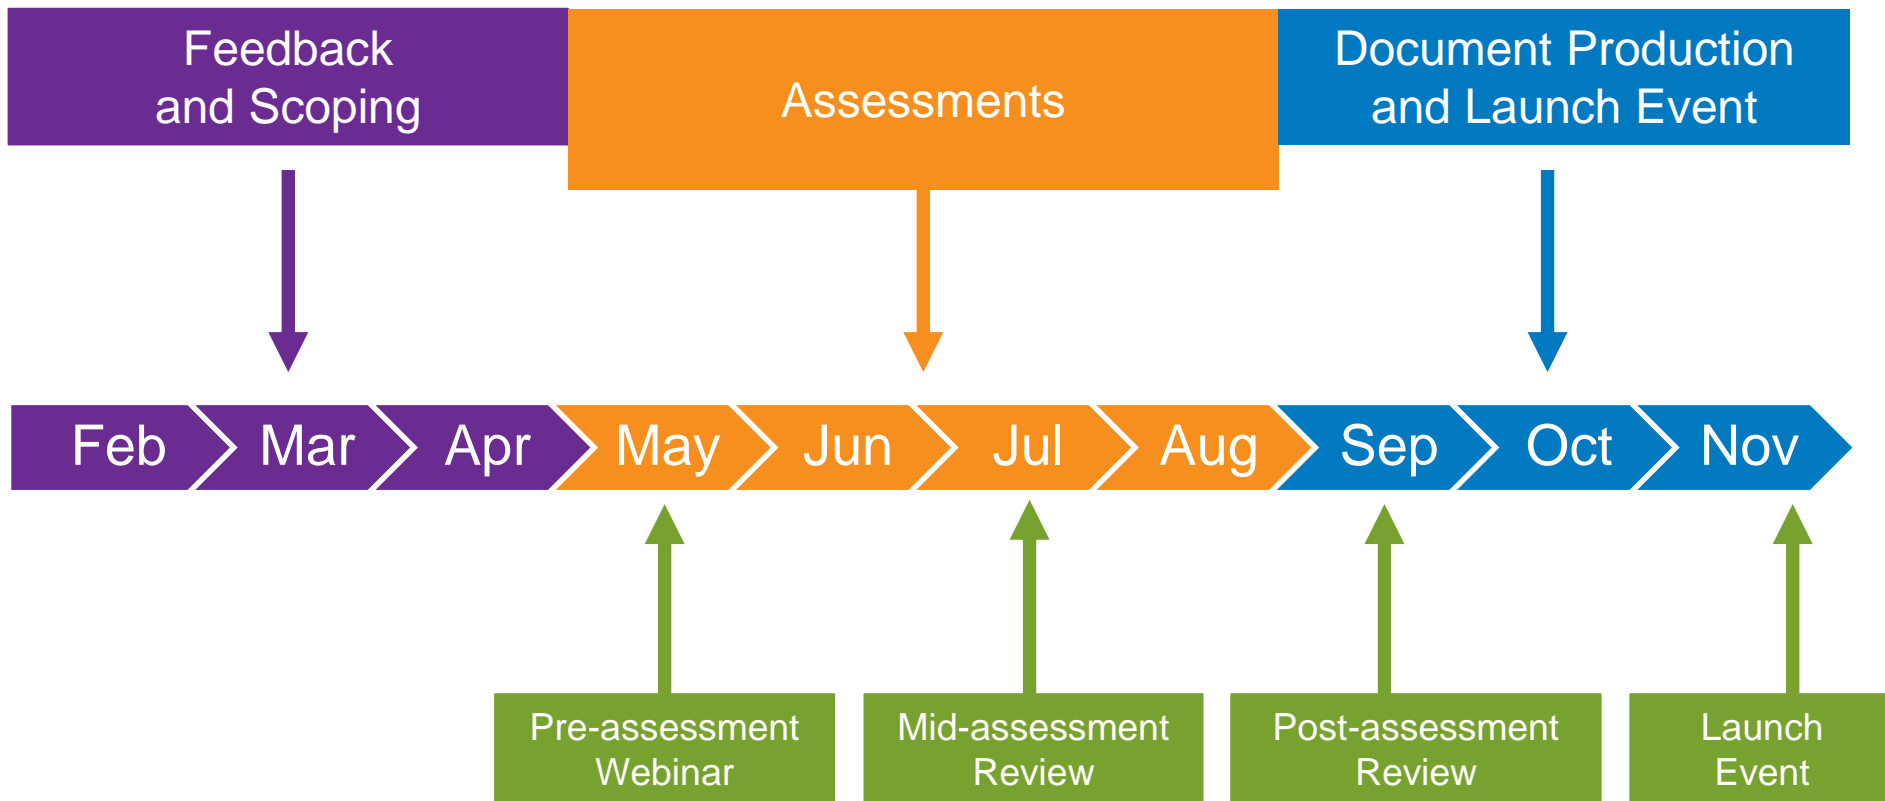 Feedback
and Scoping
Assessments
Document Production
and Launch Event
Feb
Mar
Apr
May
Jun
Jul
Aug
Sep
Oct
Nov
Pre-assessment
Webinar
Mid-assessment
Review
Post-assessment
Review
Launch
Event